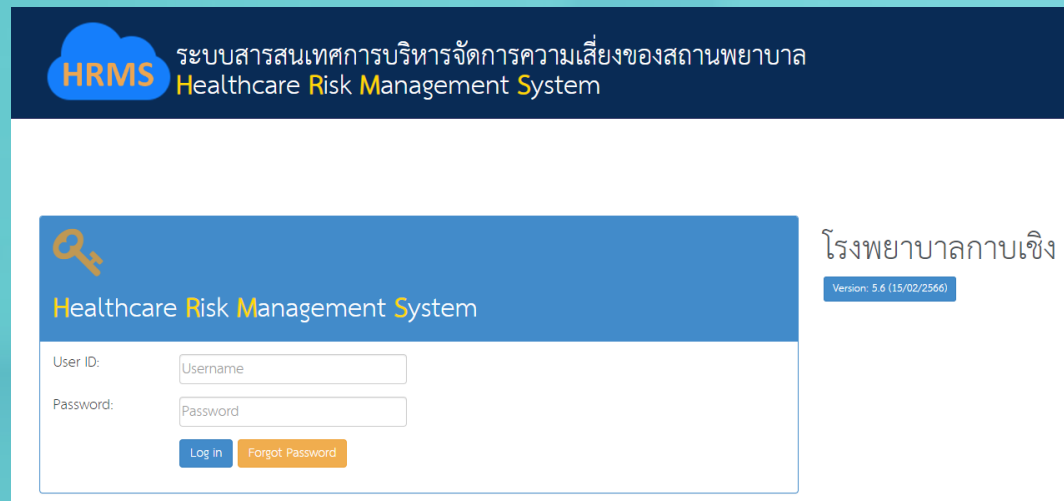 HRMS
ระบบสารสนเทศการบริหารจัดการความเสี่ยงของสถานพยาบาล
Healthcare Risk Management System
Healthcare Risk Management System
User ID:
Username
Password:
Password
Log in
Forgot Password
โรงพยาบาลกาบเชิง
Version: 5.6 (15/02/2566)